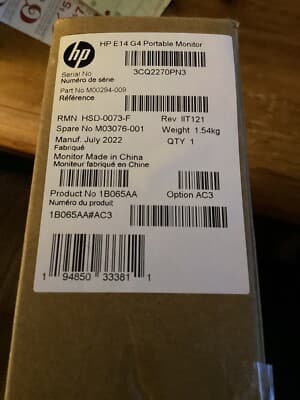 hp
HP E14 G4 Portable Monitor
Serial No
Numéro de série
3CQ2270PN3
Part No M00294-009
Référence
RMN HSD-0073-F
Rev IIT121
Spare No M03076-001
Weight 1.54kg
Manuf. July 2022
QTY 1
Fabriqué
Monitor Made in China
Moniteur fabriqué en Chine
Product No 1B065AA
Option AC3
Numéro du produit
1B065AA#AC3
1 94850 33381 1